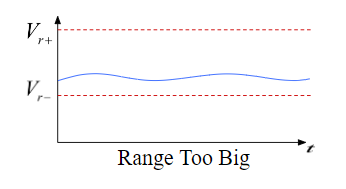 Vr+
Vr−
t
Range Too Big